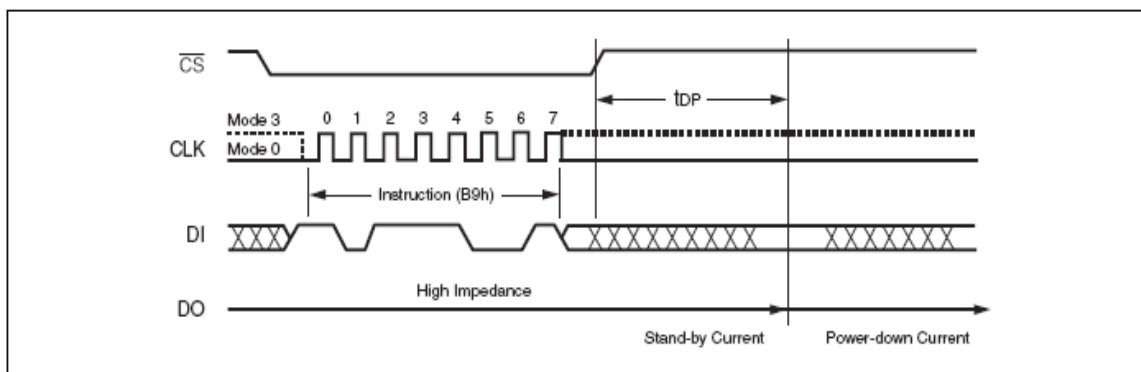 CS
tDP
Mode 3
0 1 2 3 4 5 6 7
CLK
Mode 0
Instruction (B9h)
DI
High Impedance
DO
Stand-by Current
Power-down Current